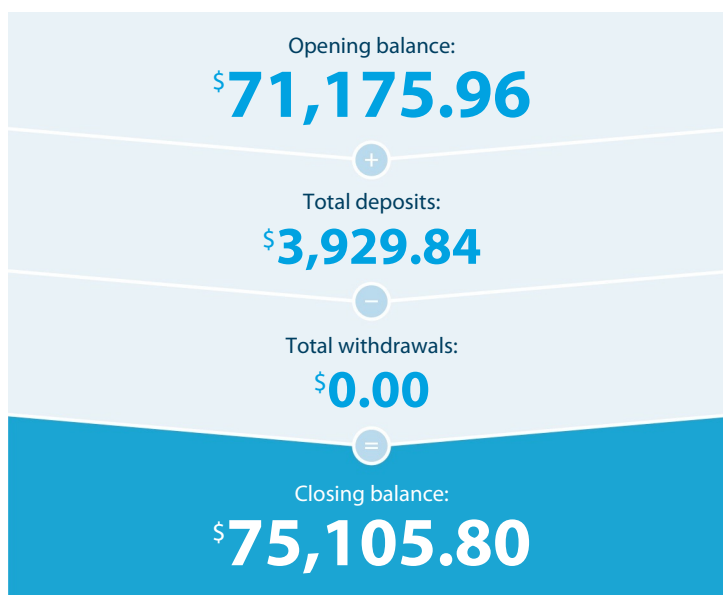 Opening balance:
$71,175.96
+
Total deposits:
$3,929.84
−
Total withdrawals:
$0.00
=
Closing balance:
$75,105.80